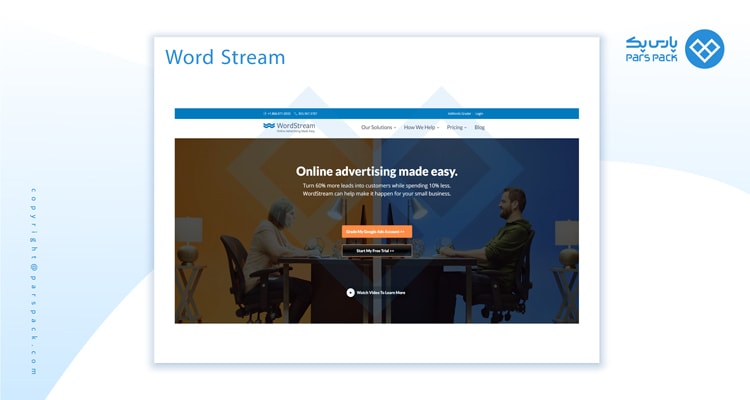 Word Stream
پارس پک
PARS PACK
WordStream
Online Advertising Made Easy
Our Solutions
How We Help
Pricing
Blog
AdWords Grader
Login
Online advertising made easy.
Turn 60% more leads into customers while spending 10% less.
WordStream can help make it happen for your small business.
Grade My Google Ads Account >>
Start My Free Trial >>
Watch Video To Learn More
copyright@parspack.com